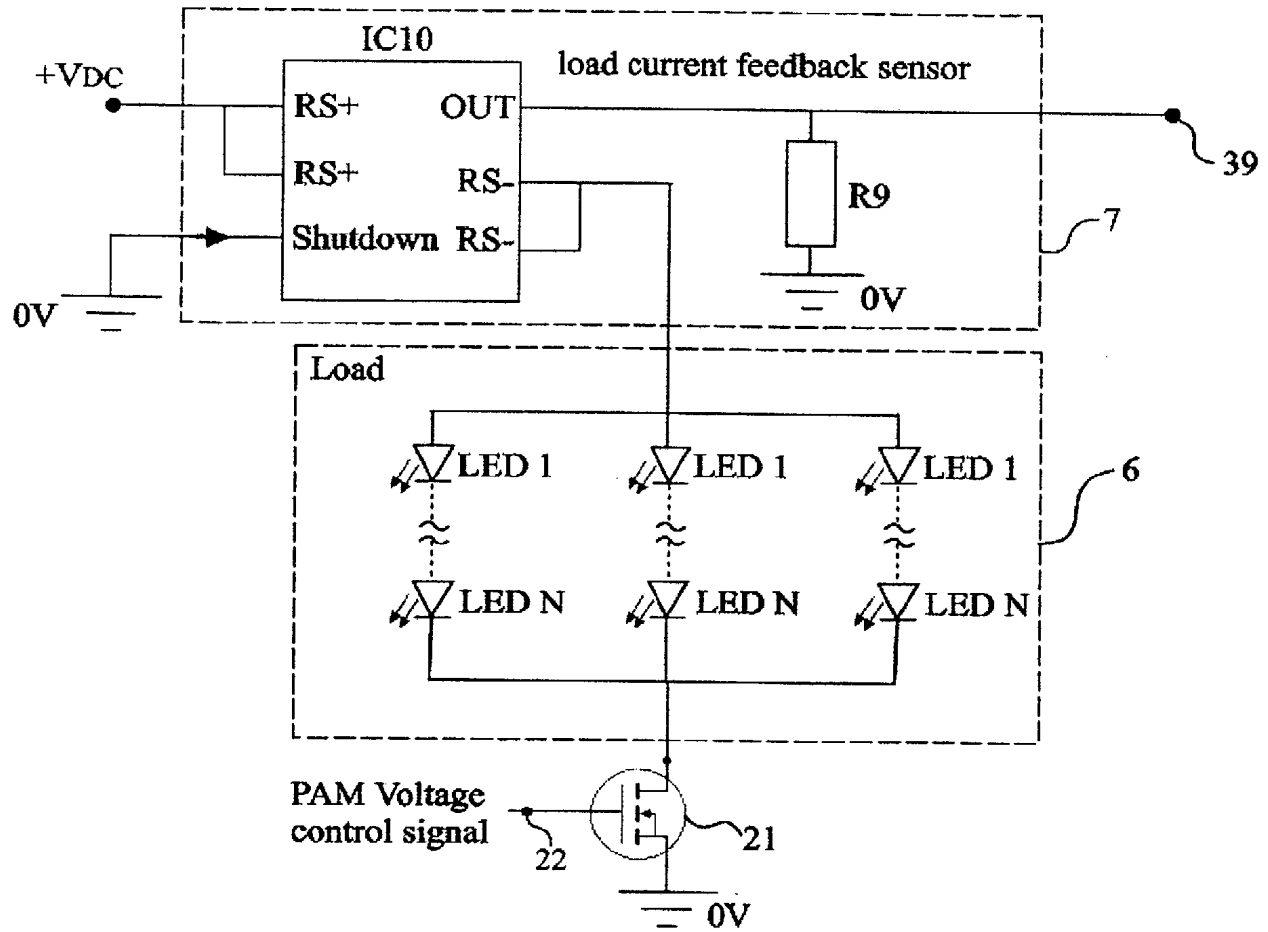 IC10
load current feedback sensor
+VDC
RS+
OUT
39
RS+
RS-
R9
7
Shutdown
RS-
0V
0V
Load
LED 1
LED 1
LED 1
6
LED N
LED N
LED N
PAM Voltage
control signal
22
21
0V